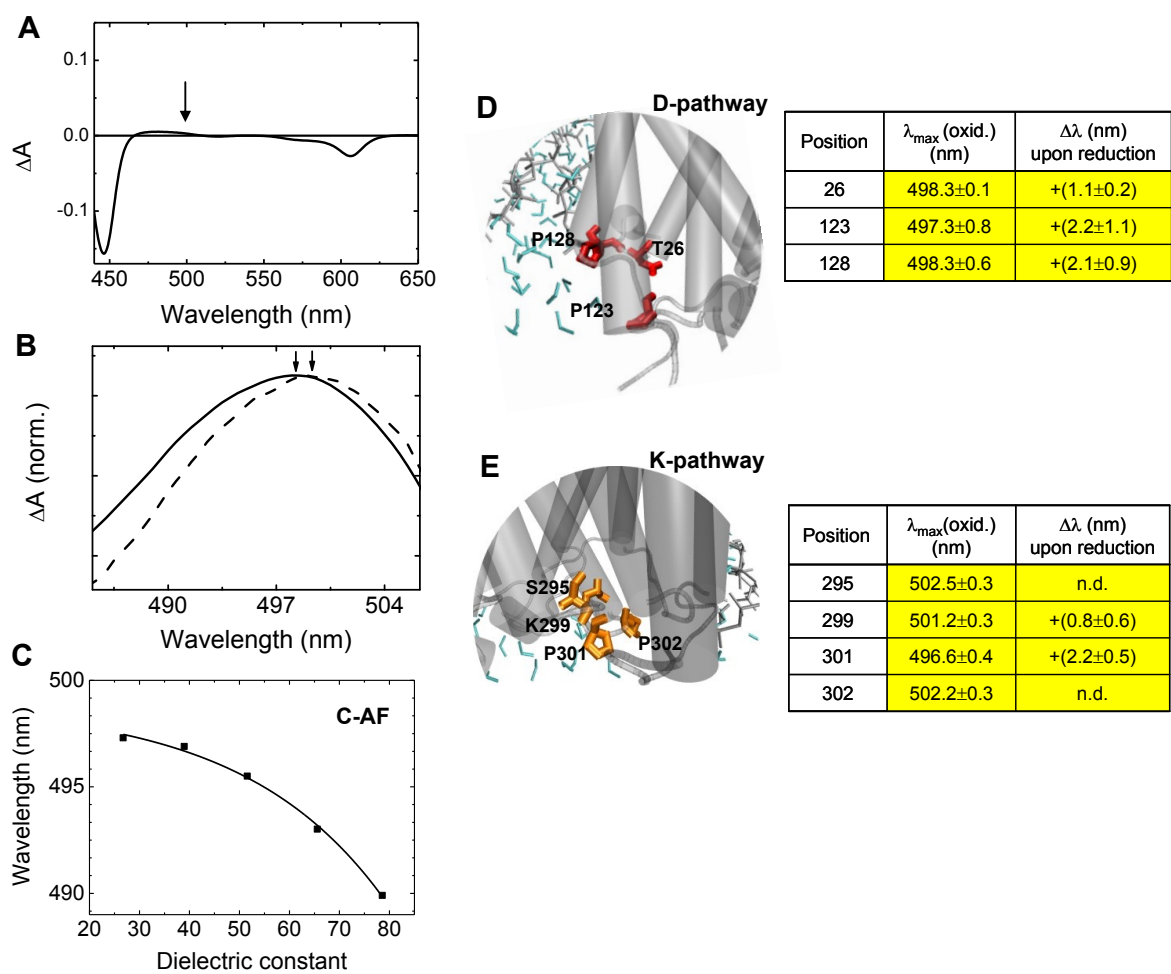 A
0.1
0.0
-0.1
ΔA
450 500 550 600 650
Wavelength (nm)
B
ΔA (norm.)
490 497 504
Wavelength (nm)
C
500
495
490
Wavelength (nm)
C-AF
20 30 40 50 60 70 80
Dielectric constant
D
D-pathway
P128
T26
P123
Position λmax (oxid.) (nm) Δλ (nm) upon reduction
26 498.3±0.1 +(1.1±0.2)
123 497.3±0.8 +(2.2±1.1)
128 498.3±0.6 +(2.1±0.9)
E
K-pathway
S295
K299
P301
P302
Position λmax(oxid.) (nm) Δλ (nm) upon reduction
295 502.5±0.3 n.d.
299 501.2±0.3 +(0.8±0.6)
301 496.6±0.4 +(2.2±0.5)
302 502.2±0.3 n.d.